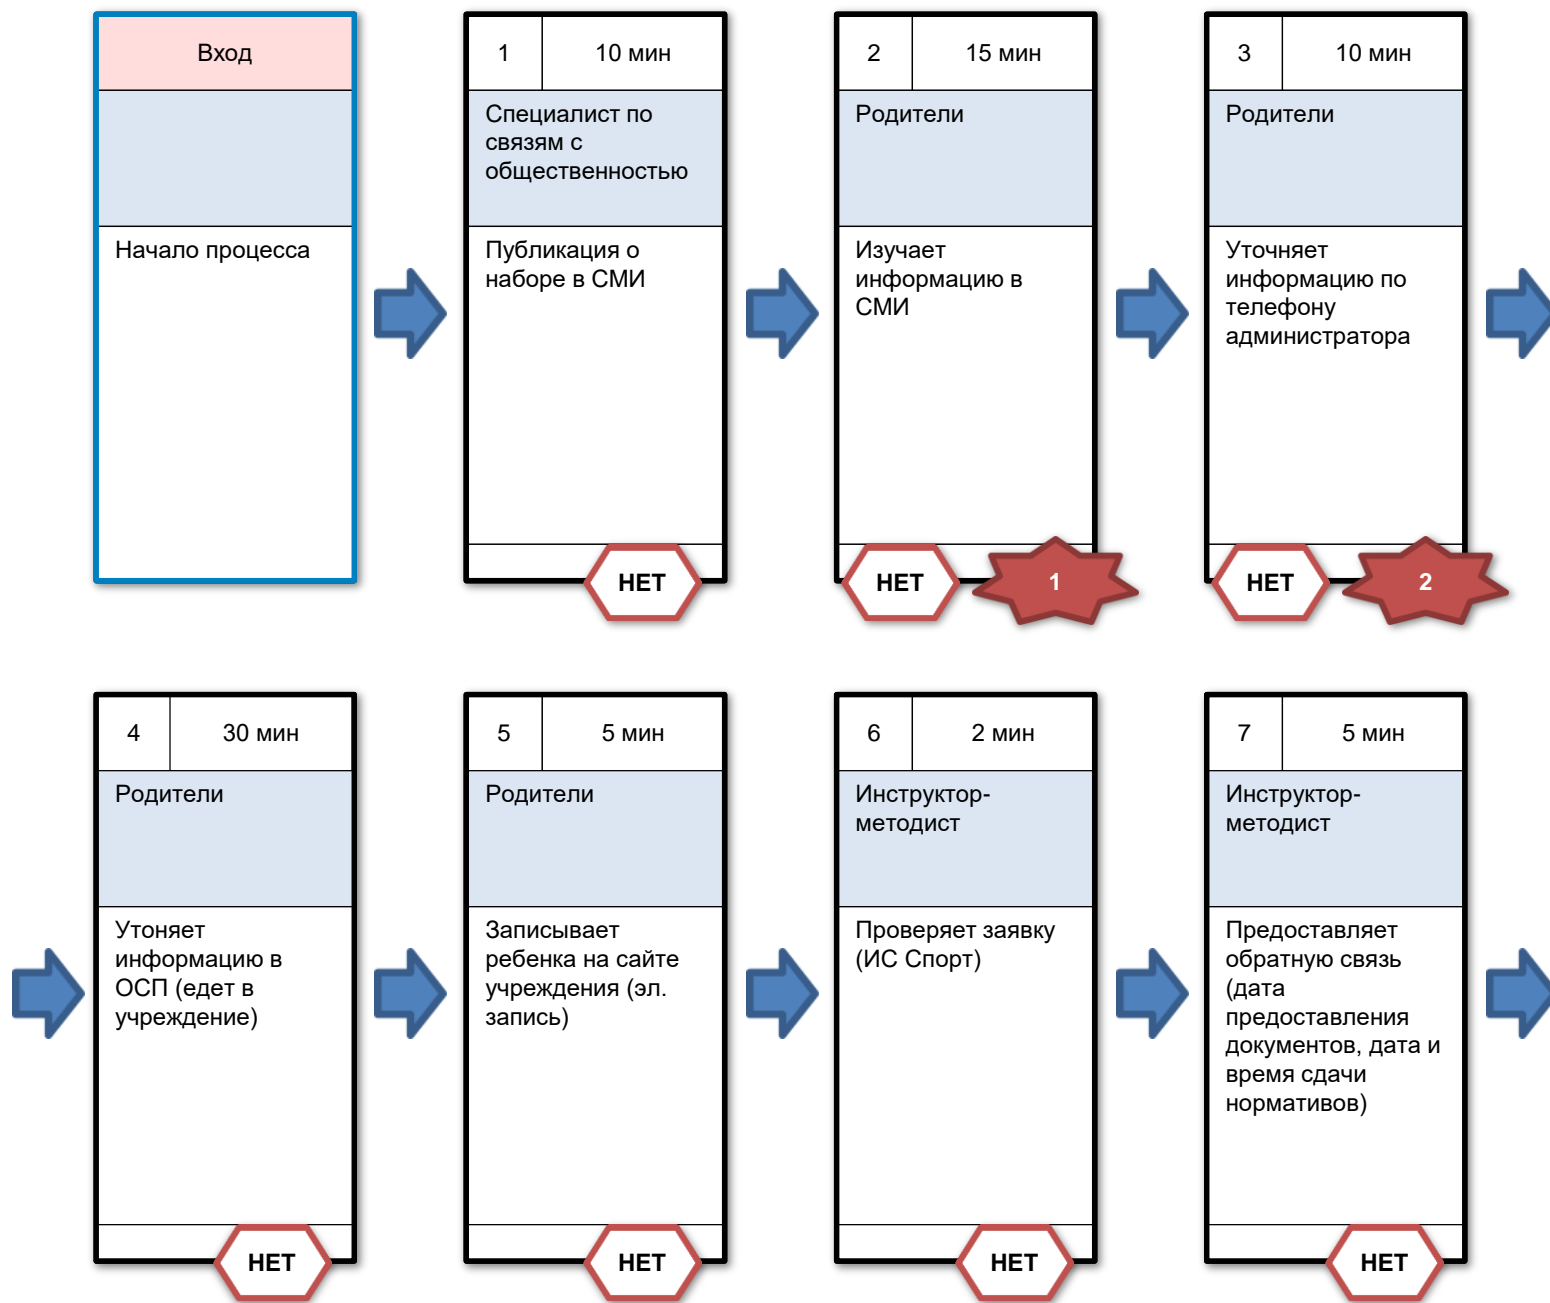 Вход
Начало процесса
1
10 мин
Специалист по
связям с
общественностью
Публикация о
наборе в СМИ
НЕТ
2
15 мин
Родители
Изучает
информацию в
СМИ
НЕТ
1
3
10 мин
Родители
Уточняет
информацию по
телефону
администратора
НЕТ
2
4
30 мин
Родители
Утоняет
информацию в
ОСП (едет в
учреждение)
НЕТ
5
5 мин
Родители
Записывает
ребенка на сайте
учреждения (эл.
запись)
НЕТ
6
2 мин
Инструктор-
методист
Проверяет заявку
(ИС Спорт)
НЕТ
7
5 мин
Инструктор-
методист
Предоставляет
обратную связь
(дата
предоставления
документов, дата и
время сдачи
нормативов)
НЕТ